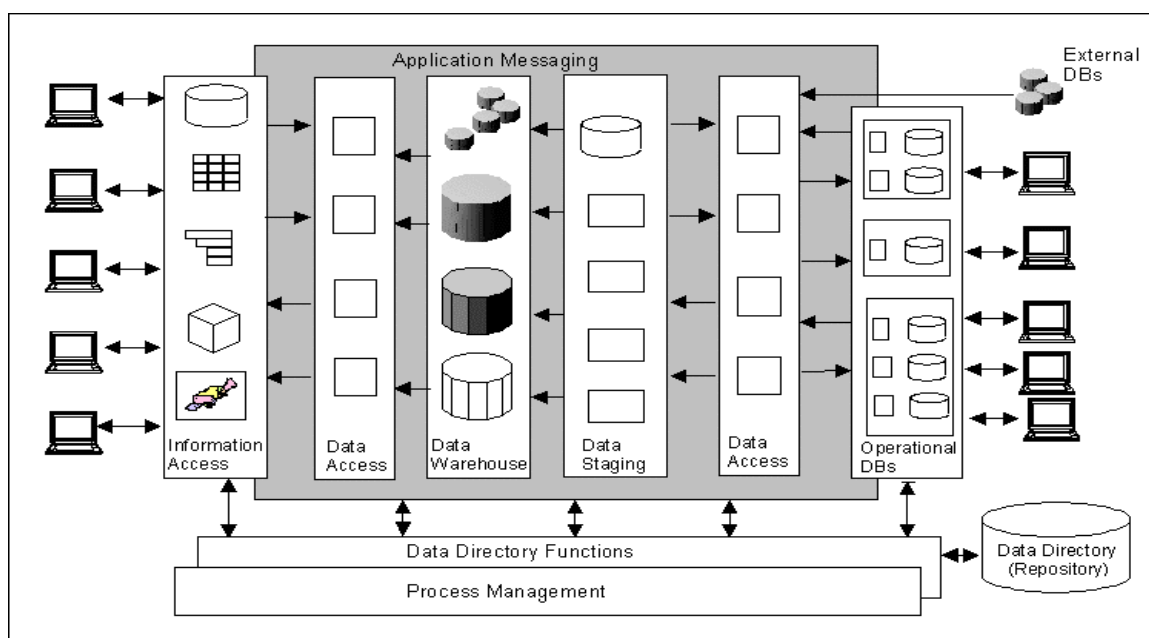 Application Messaging
External
DBs
Information
Access
Data
Access
Data
Warehouse
Data
Staging
Data
Access
Operational
DBs
Data Directory Functions
Process Management
Data Directory
(Repository)